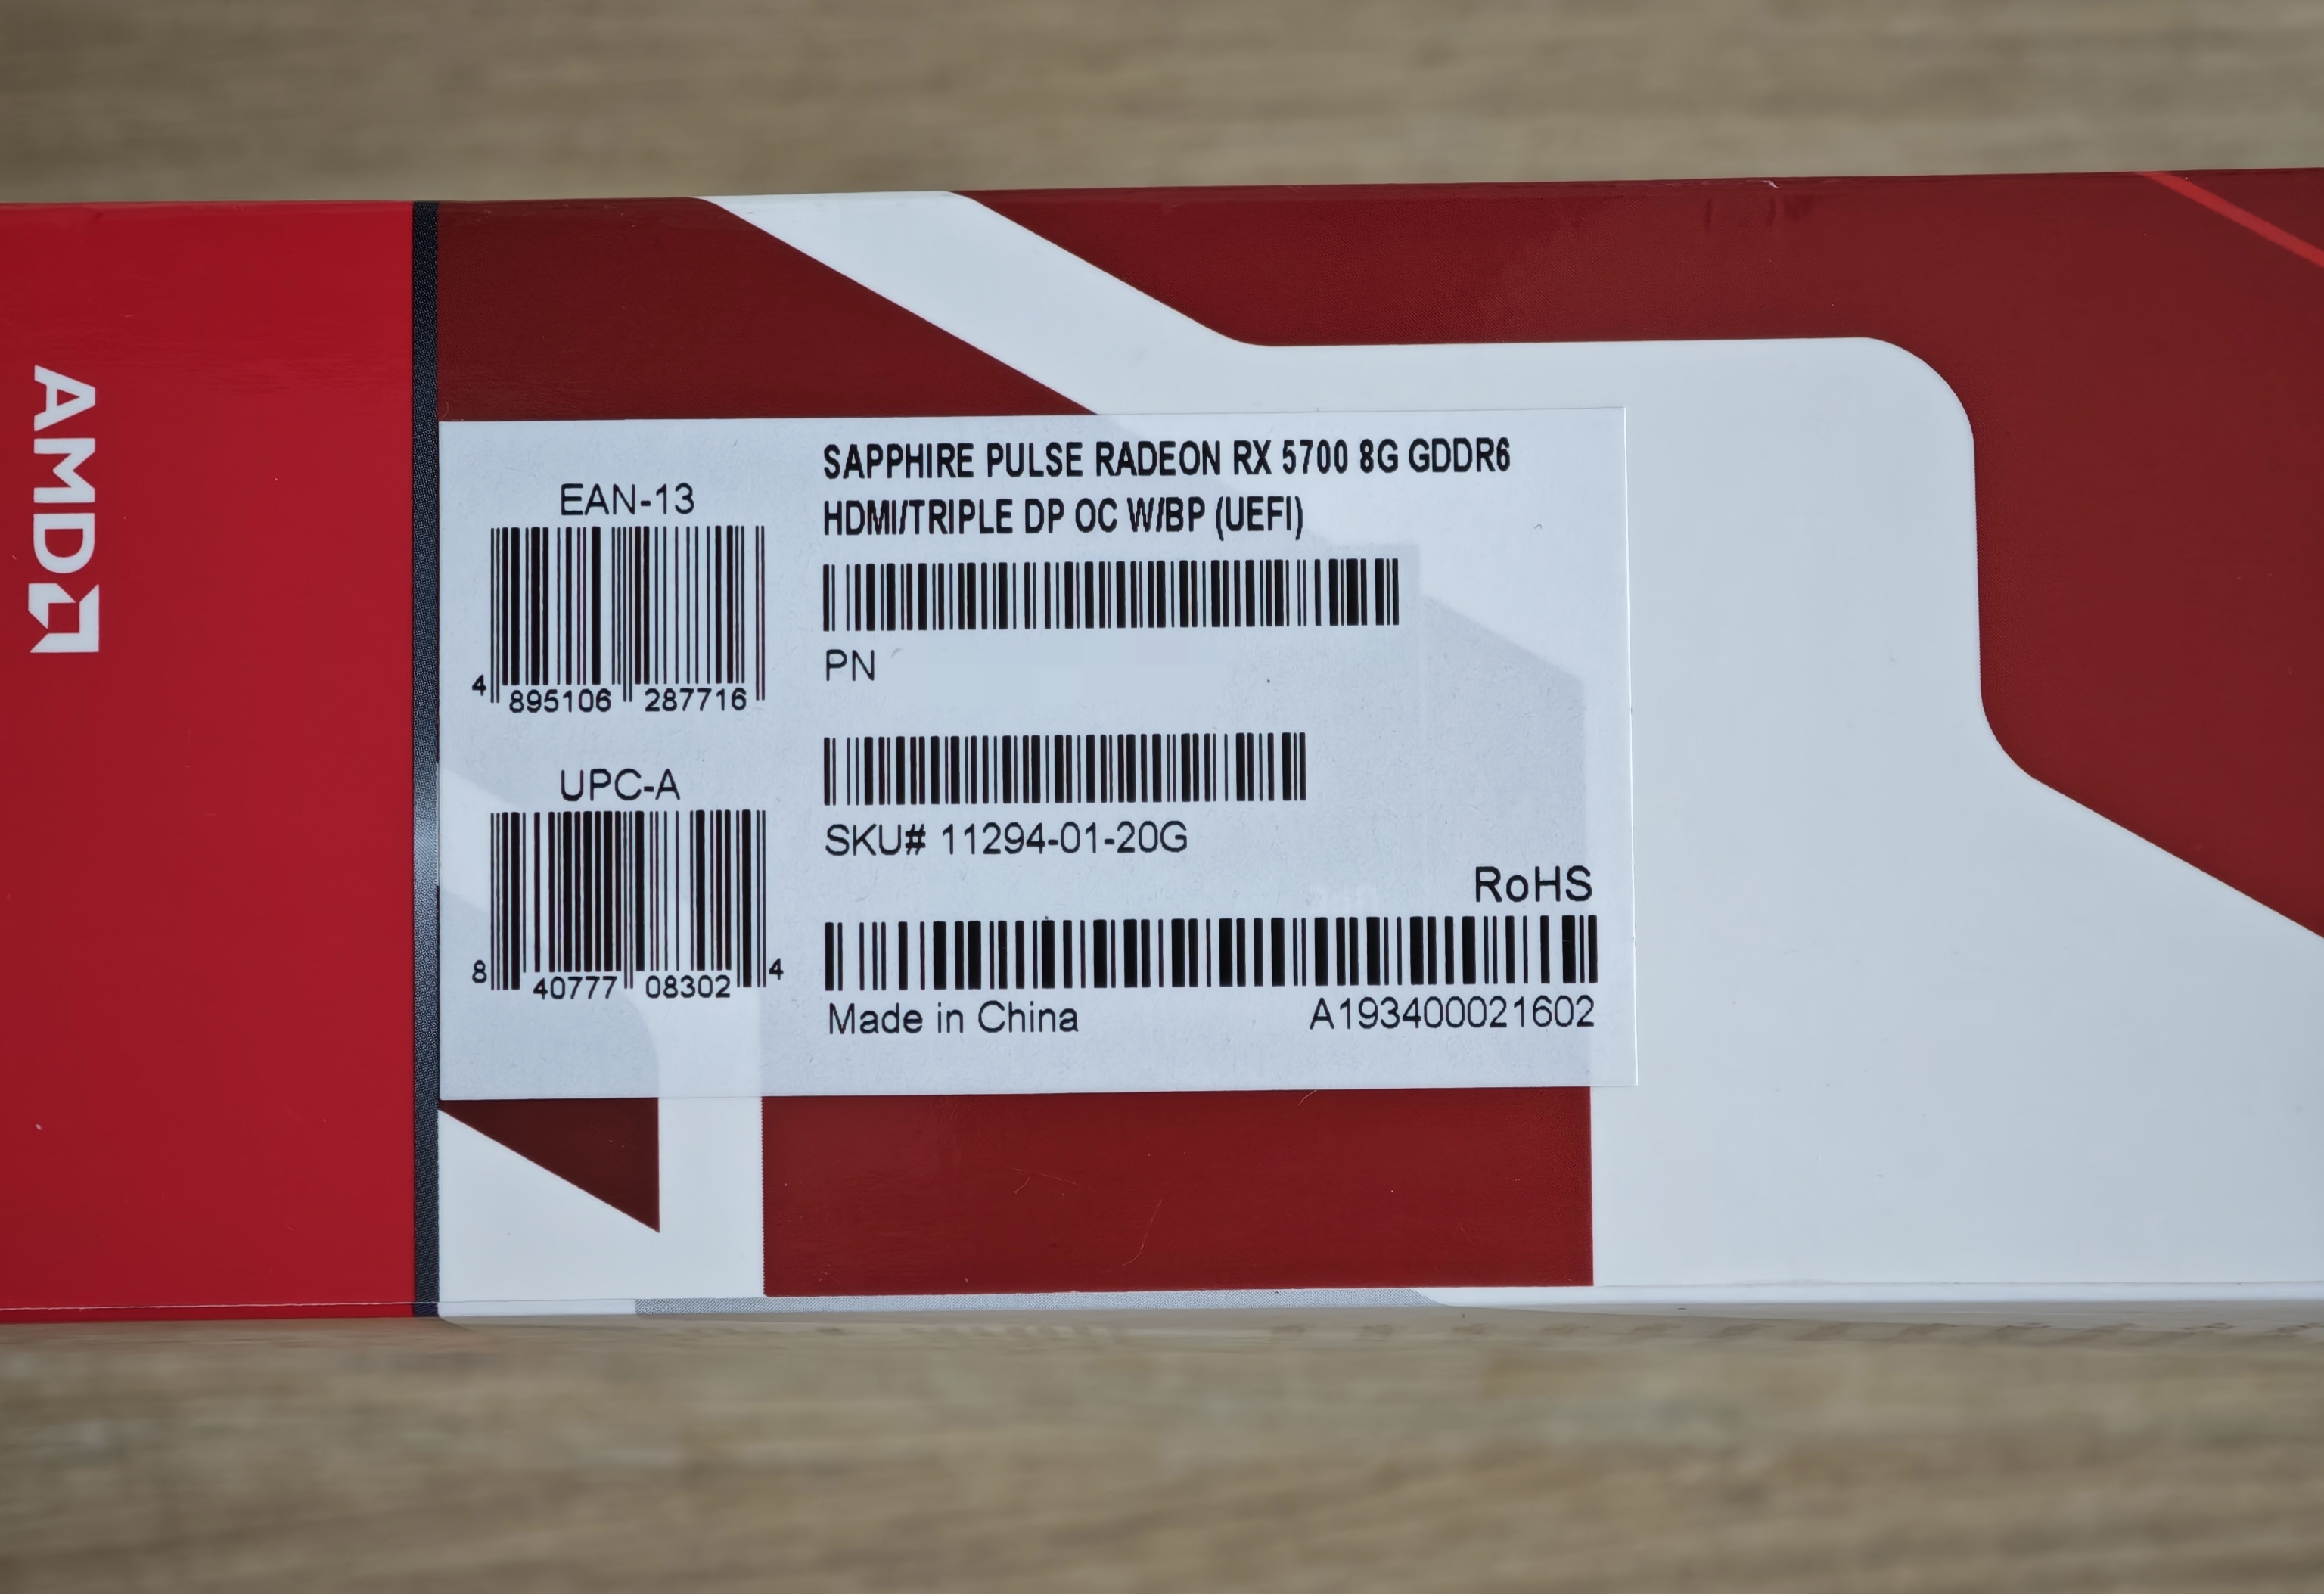 AMD
SAPPHIRE PULSE RADEON RX 5700 8G GDDR6
HDMI/TRIPLE DP OC W/BP (UEFI)
EAN-13
4 895106 287716
PN
UPC-A
8 40777 08302 4
SKU# 11294-01-20G
RoHS
Made in China
A193400021602